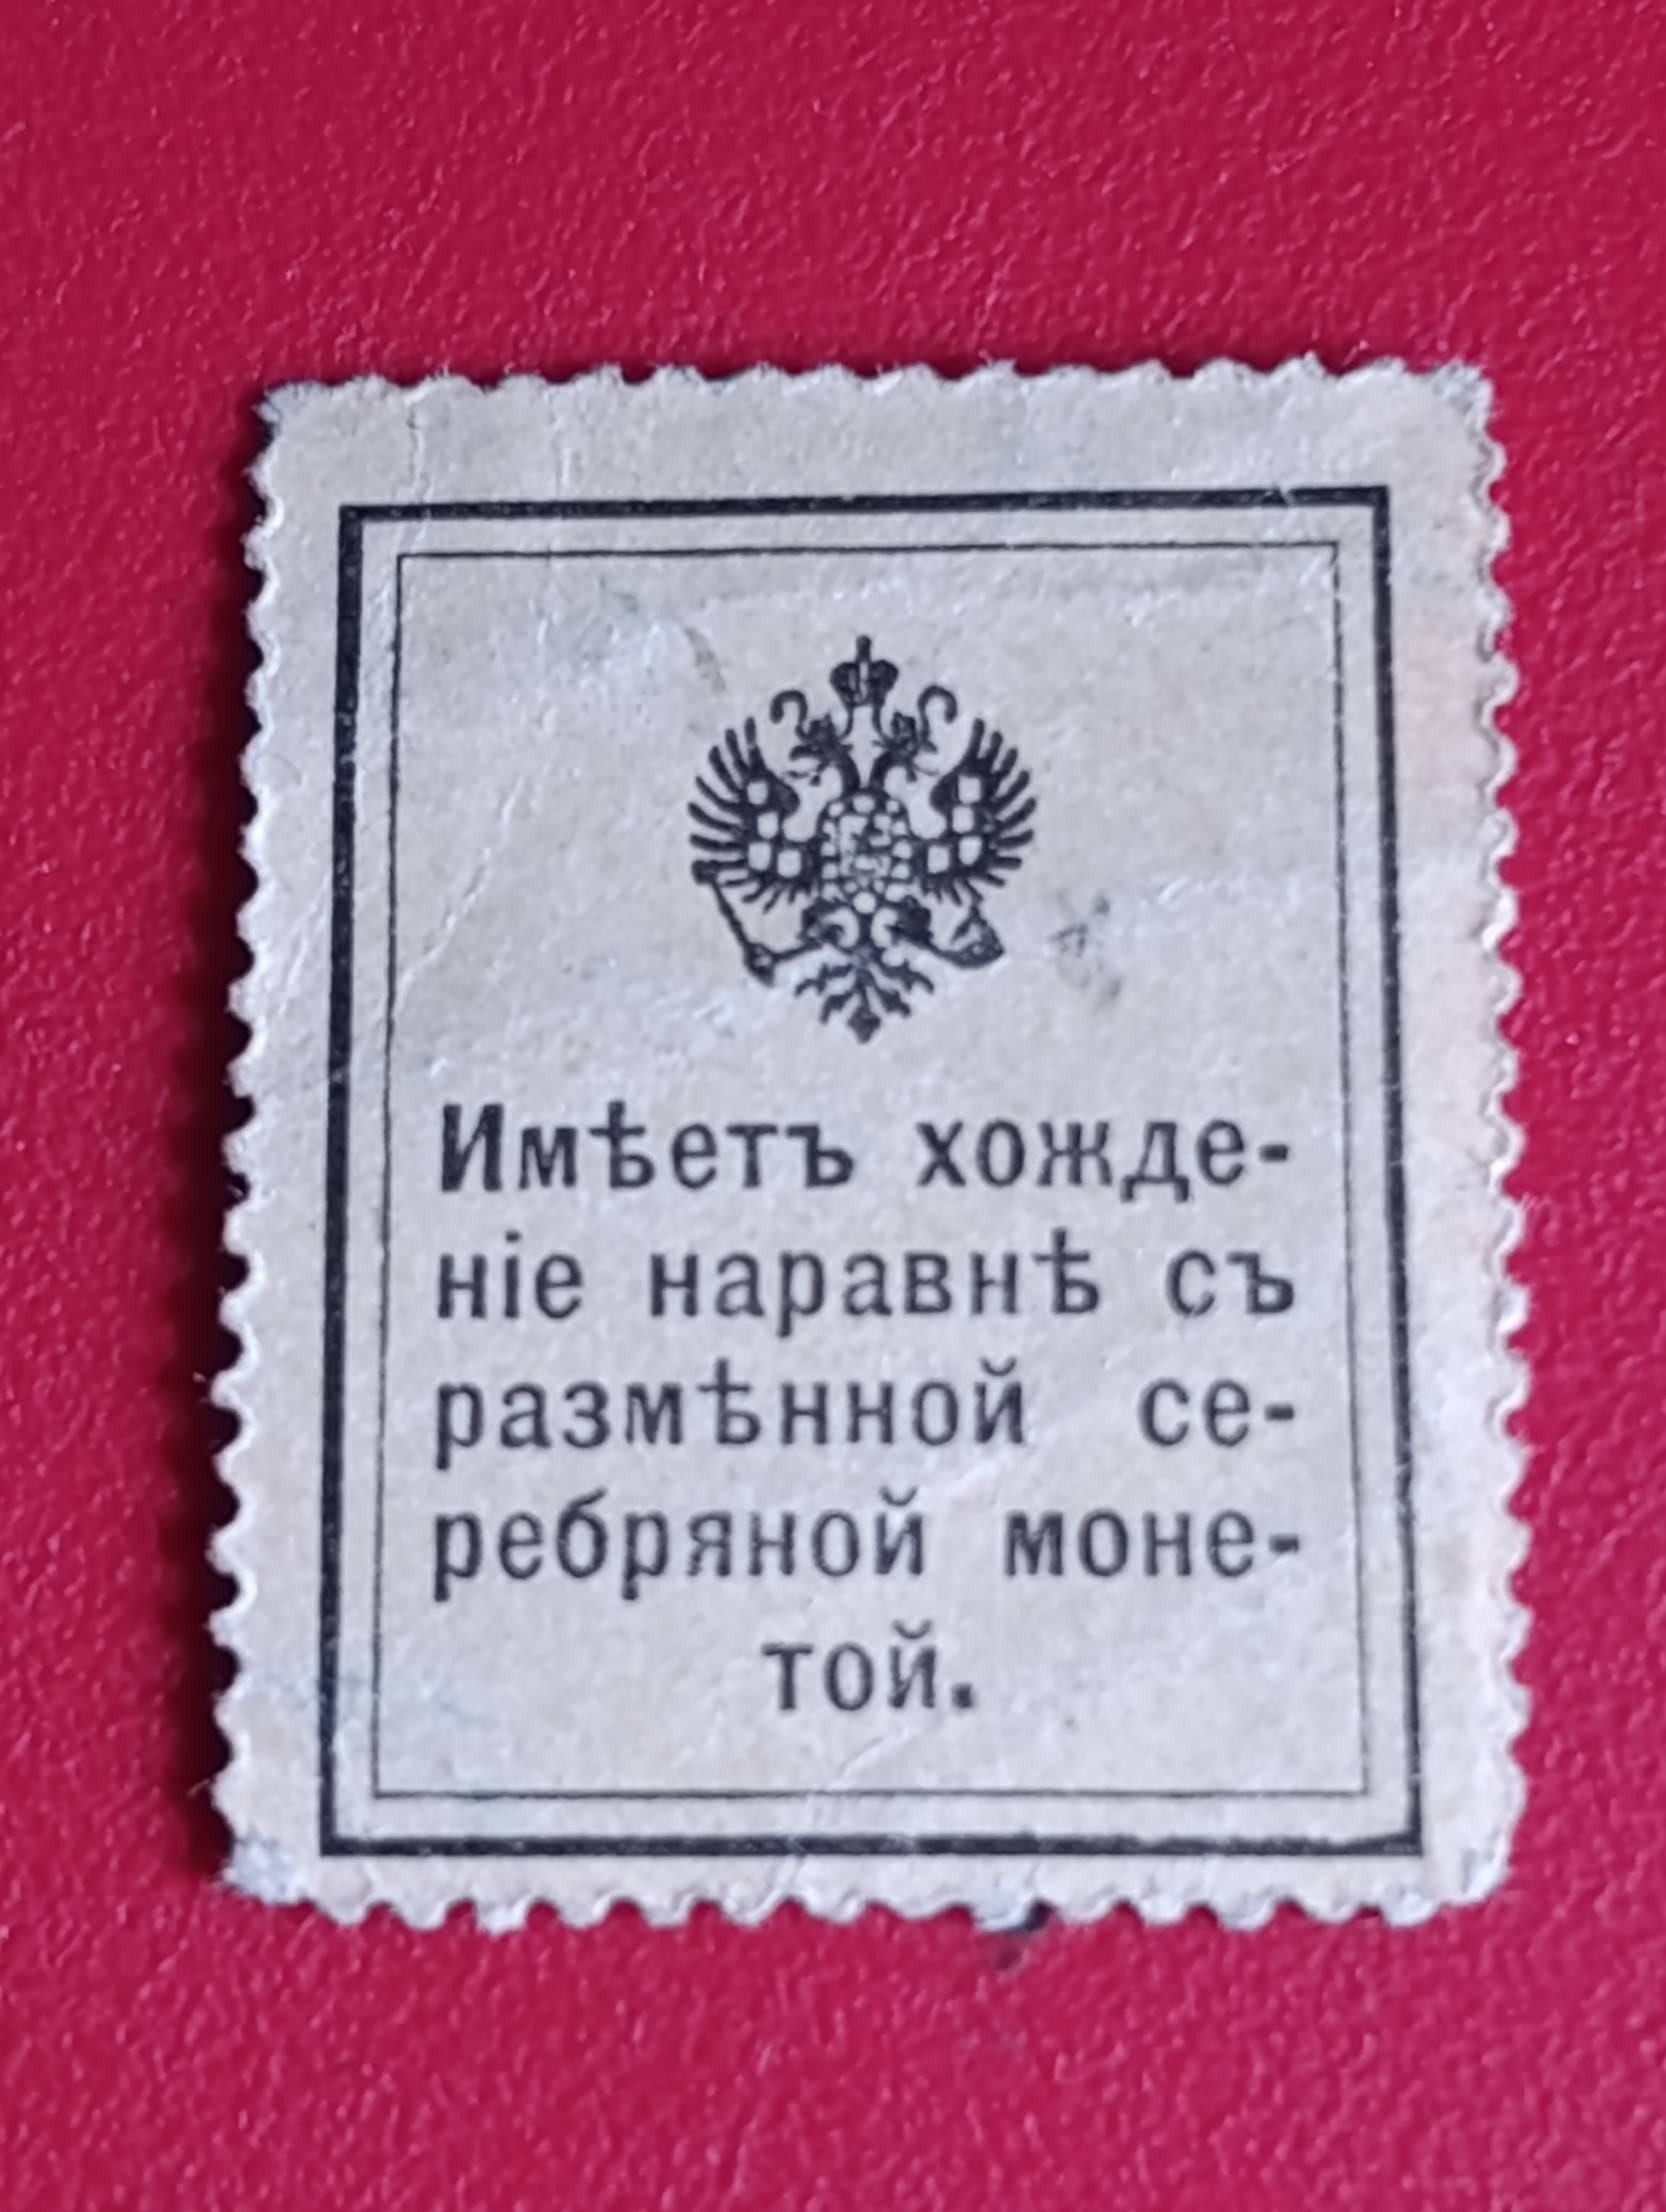 Имѣетъ хожде-
ніе наравнѣ съ
размѣнной се-
ребряной моне-
той.